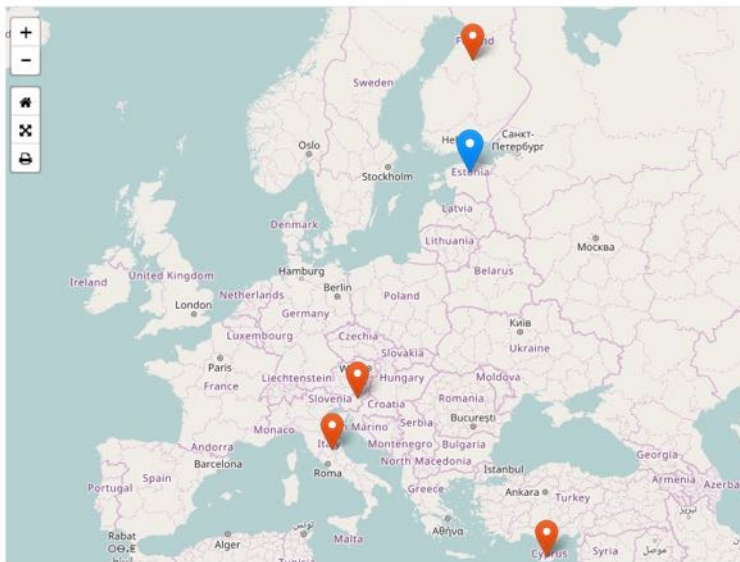 +
−
Sweden
Oslo
Stockholm
Санкт-
Петербург
Estonia
Latvia
Lithuania
Denmark
Москва
Ireland
United Kingdom
Hamburg
Belarus
Netherlands
Berlin
Poland
London
Germany
Luxembourg
Czechia
Київ
Ukraine
Paris
Slovakia
France
Liechtenstein
Hungary
Moldova
Slovenia
Croatia
Romania
Monaco
Serbia
București
Andorra
Montenegro
Bulgaria
Georgia
Barcelona
Roma
North Macedonia
Istanbul
Portugal
Spain
Greece
Ankara
Turkey
Armenia
Αθήνα
Rabat
Alger
تونس
Malta
Cyprus
Syria